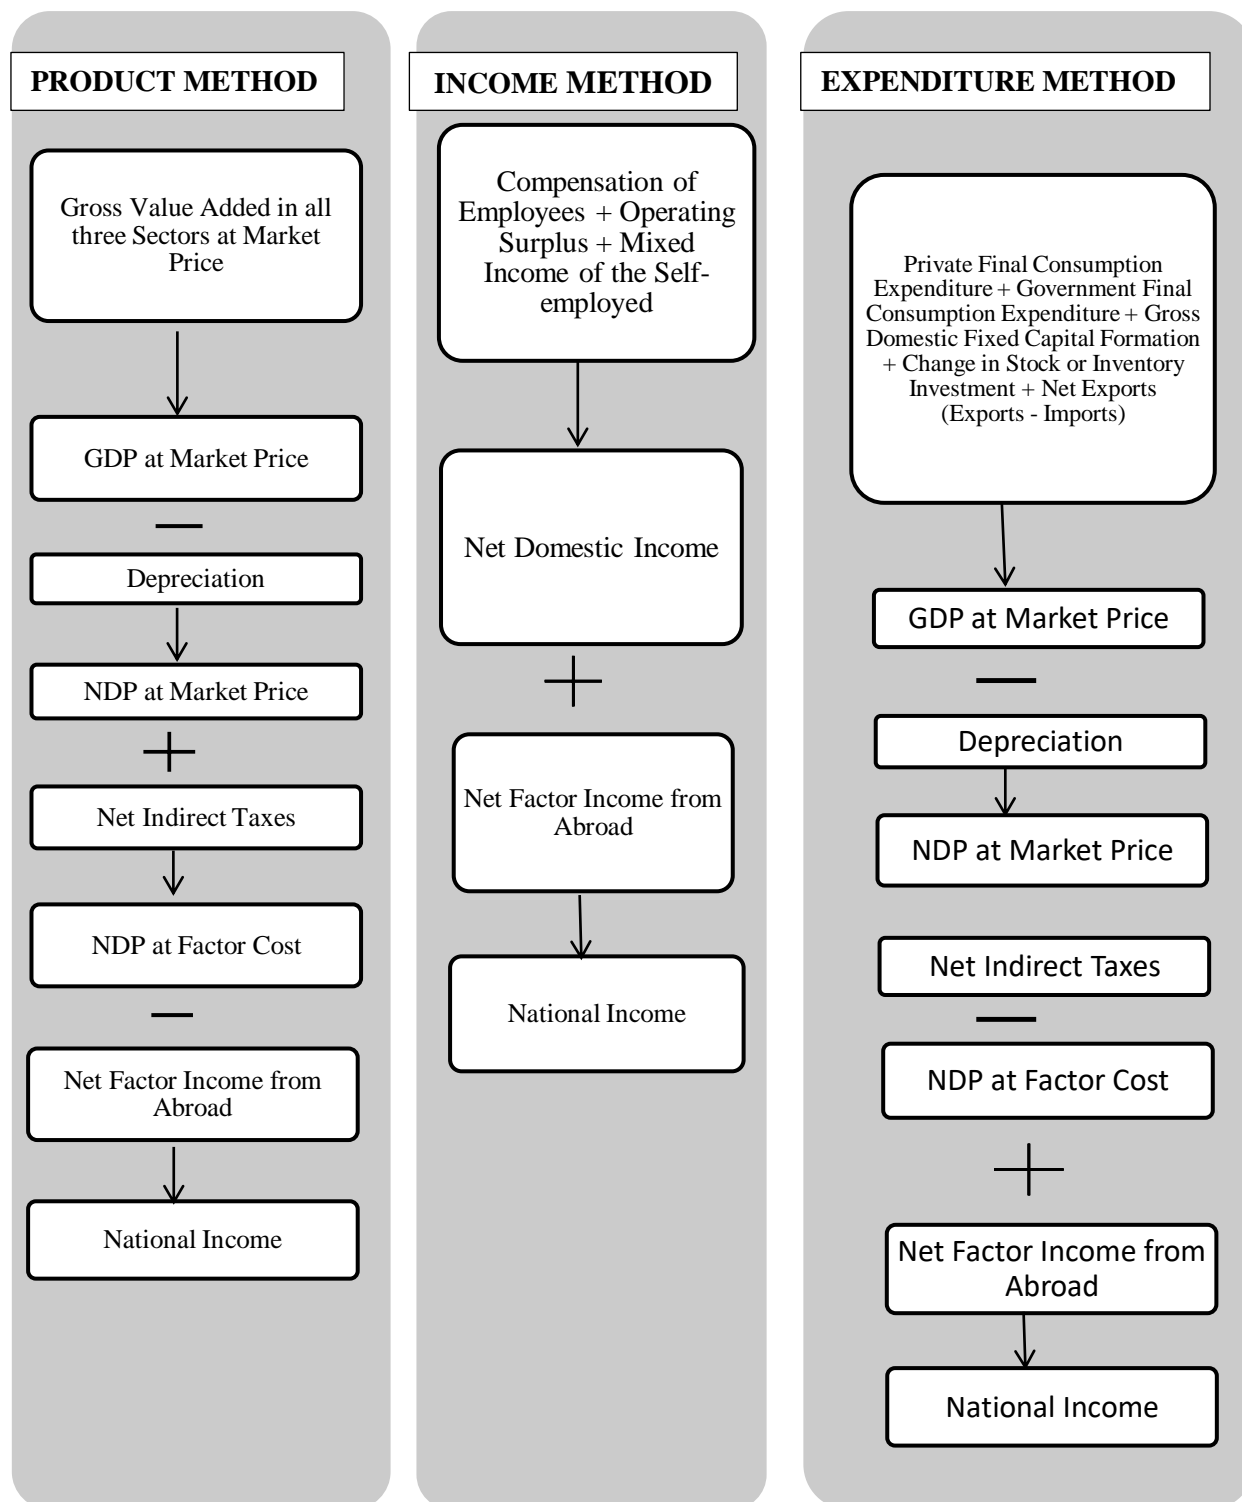 PRODUCT METHOD
Gross Value Added in all
three Sectors at Market
Price
GDP at Market Price
—
Depreciation
NDP at Market Price
+
Net Indirect Taxes
NDP at Factor Cost
—
Net Factor Income from
Abroad
National Income
INCOME METHOD
Compensation of
Employees + Operating
Surplus + Mixed
Income of the Self-
employed
Net Domestic Income
+
Net Factor Income from
Abroad
National Income
EXPENDITURE METHOD
Private Final Consumption
Expenditure + Government Final
Consumption Expenditure + Gross
Domestic Fixed Capital Formation
+ Change in Stock or Inventory
Investment + Net Exports
(Exports - Imports)
GDP at Market Price
—
Depreciation
NDP at Market Price
Net Indirect Taxes
—
NDP at Factor Cost
+
Net Factor Income from
Abroad
National Income